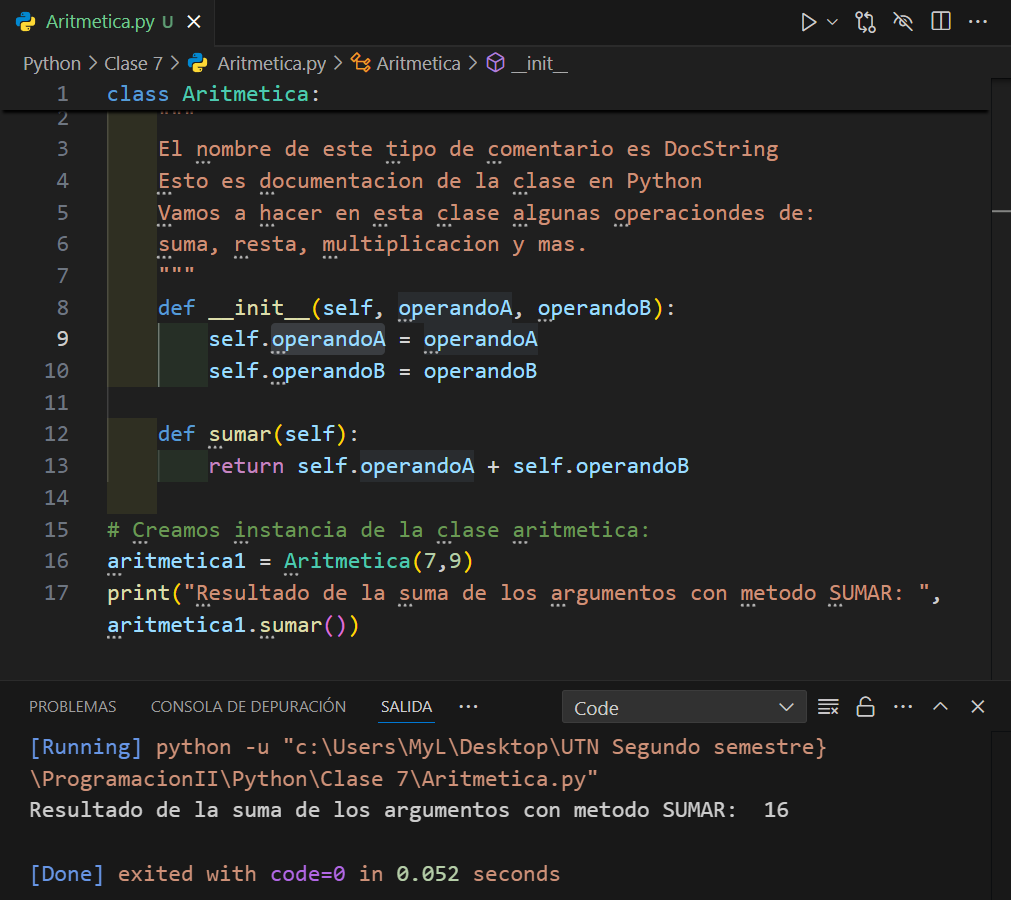 Aritmetica.py U
Python > Clase 7 > Aritmetica.py > Aritmetica > __init__
1 class Aritmetica:
2 """
3 El nombre de este tipo de comentario es DocString
4 Esto es documentacion de la clase en Python
5 Vamos a hacer en esta clase algunas operaciondes de:
6 suma, resta, multiplicacion y mas.
7 """
8 def __init__(self, operandoA, operandoB):
9 self.operandoA = operandoA
10 self.operandoB = operandoB
11
12 def sumar(self):
13 return self.operandoA + self.operandoB
14
15 # Creamos instancia de la clase aritmetica:
16 aritmetica1 = Aritmetica(7,9)
17 print("Resultado de la suma de los argumentos con metodo SUMAR: ",
aritmetica1.sumar())
PROBLEMAS CONSOLA DE DEPURACIÓN SALIDA ··· Code
[Running] python -u "c:\Users\MyL\Desktop\UTN Segundo semestre}
\ProgramacionII\Python\Clase 7\Aritmetica.py"
Resultado de la suma de los argumentos con metodo SUMAR:  16
[Done] exited with code=0 in 0.052 seconds